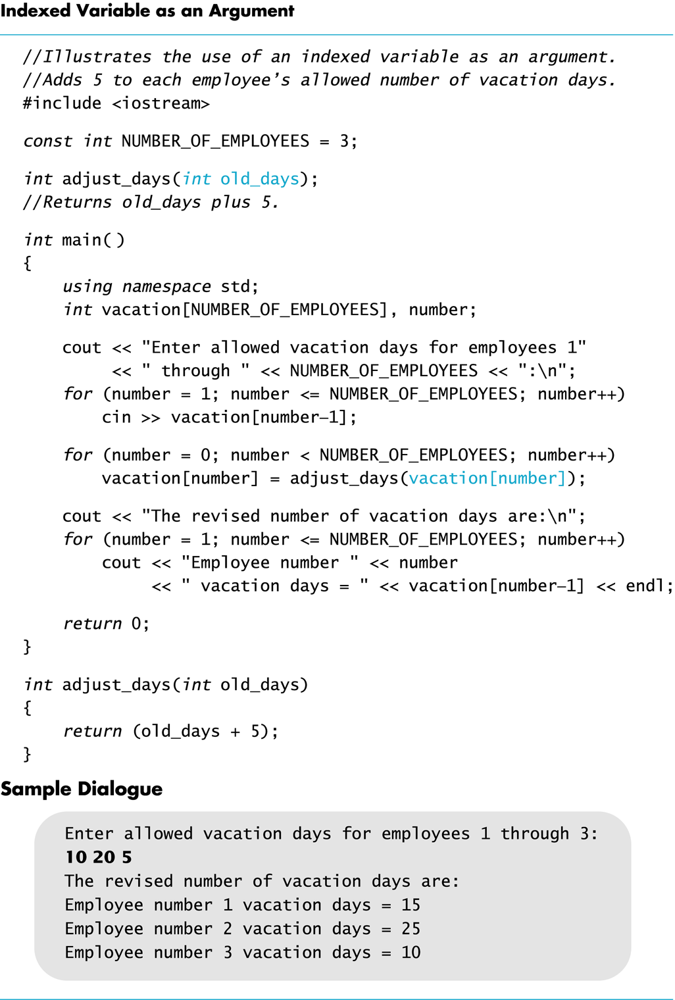 Indexed Variable as an Argument
//Illustrates the use of an indexed variable as an argument.
//Adds 5 to each employee’s allowed number of vacation days.
#include <iostream>
const int NUMBER_OF_EMPLOYEES = 3;
int adjust_days(int old_days);
//Returns old_days plus 5.
int main( )
{
using namespace std;
int vacation[NUMBER_OF_EMPLOYEES], number;
cout << "Enter allowed vacation days for employees 1"
<< " through " << NUMBER_OF_EMPLOYEES << ":\n";
for (number = 1; number <= NUMBER_OF_EMPLOYEES; number++)
cin >> vacation[number–1];
for (number = 0; number < NUMBER_OF_EMPLOYEES; number++)
vacation[number] = adjust_days(vacation[number]);
cout << "The revised number of vacation days are:\n";
for (number = 1; number <= NUMBER_OF_EMPLOYEES; number++)
cout << "Employee number " << number
<< " vacation days = " << vacation[number–1] << endl;
return 0;
}
int adjust_days(int old_days)
{
return (old_days + 5);
}
Sample Dialogue
Enter allowed vacation days for employees 1 through 3:
10 20 5
The revised number of vacation days are:
Employee number 1 vacation days = 15
Employee number 2 vacation days = 25
Employee number 3 vacation days = 10